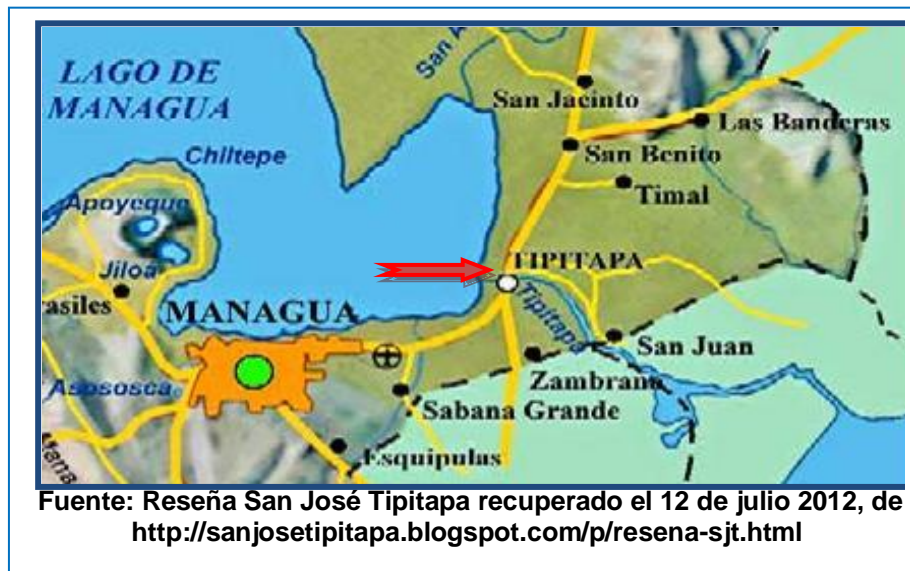 LAGO DE
MANAGUA
San
San Jacinto
Las Banderas
Chiltepe
San Benito
Timal
Apoyeque
Jiloa
TIPITAPA
asiles
MANAGUA
Tipitapa
San Juan
Asososca
Zambrano
Sabana Grande
Esquipulas
Fuente: Reseña San José Tipitapa recuperado el 12 de julio 2012, de
http://sanjosetipitapa.blogspot.com/p/resena-sjt.html